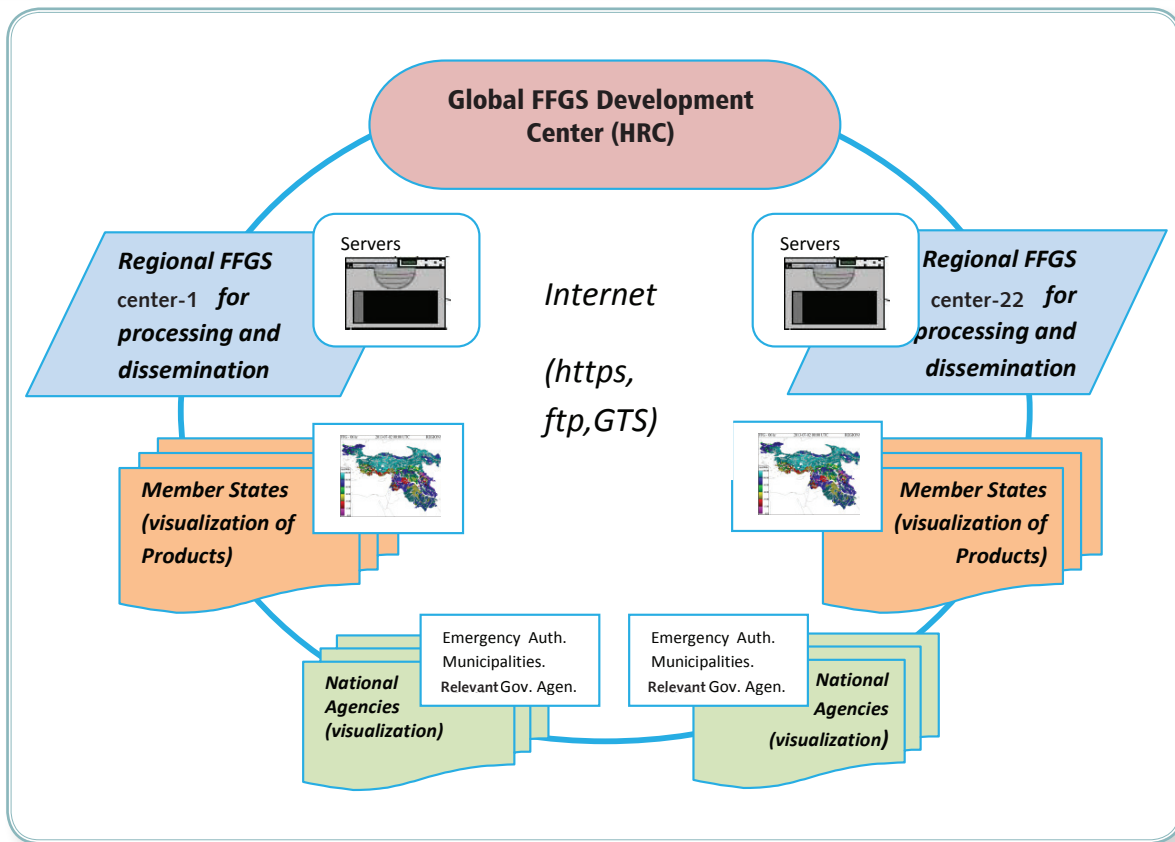 Global FFGS Development
Center (HRC)
Servers
Regional FFGS
center-1 for
processing and
dissemination
Internet
(https,
ftp,GTS)
Servers
Regional FFGS
center-22 for
processing and
dissemination
Member States
(visualization of
Products)
Member States
(visualization of
Products)
Emergency Auth.
Municipalities.
Relevant Gov. Agen.
National
Agencies
(visualization)
Emergency Auth.
Municipalities.
Relevant Gov. Agen.
National
Agencies
(visualization)